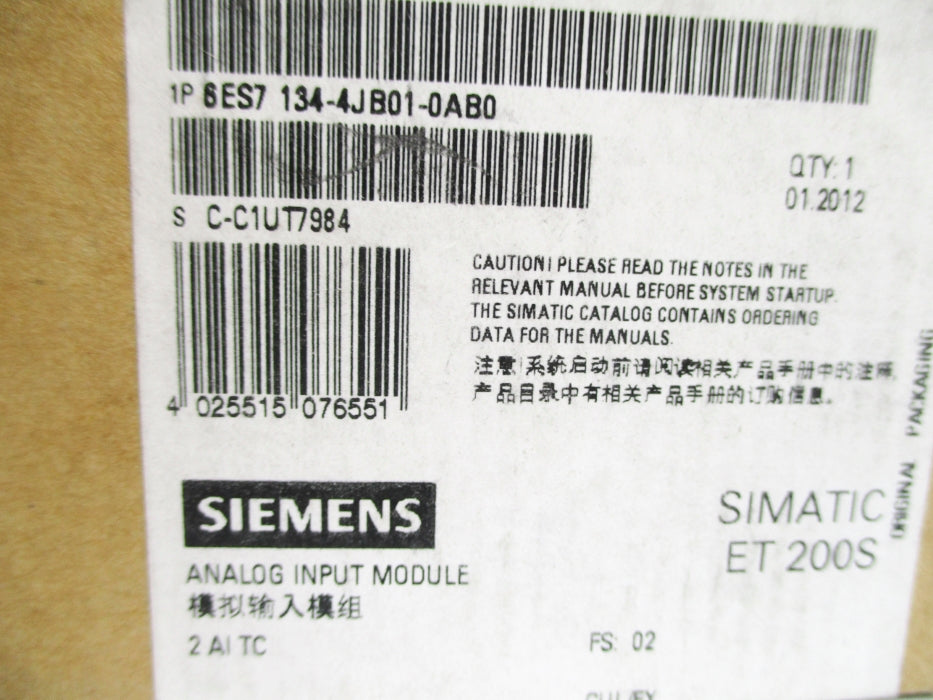 1P 6ES7 134-4JB01-0AB0
QTY: 1
01.2012
S C-C1UT7984
CAUTION! PLEASE READ THE NOTES IN THE
RELEVANT MANUAL BEFORE SYSTEM STARTUP.
THE SIMATIC CATALOG CONTAINS ORDERING
DATA FOR THE MANUALS.
注意!系统启动前请阅读相关产品手册中的注释,
产品目录中有相关产品手册的订购信息。
4 025515 076551
ORIGINAL PACKAGING
SIEMENS
SIMATIC
ET 200S
ANALOG INPUT MODULE
模拟输入模组
2 AI TC
FS: 02